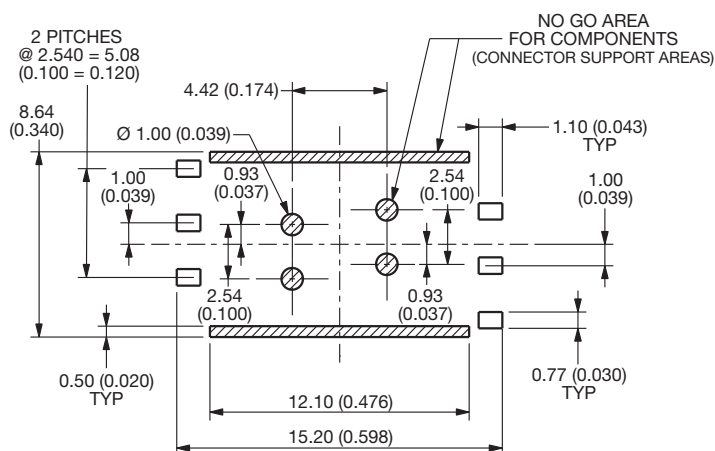 NO GO AREA
FOR COMPONENTS
(CONNECTOR SUPPORT AREAS)
2 PITCHES
@ 2.540 = 5.08
(0.100 = 0.120)
4.42 (0.174)
8.64
(0.340)
Ø 1.00 (0.039)
1.10 (0.043)
TYP
1.00
(0.039)
0.93
(0.037)
2.54
(0.100)
1.00
(0.039)
2.54
(0.100)
0.93
(0.037)
0.50 (0.020)
TYP
0.77 (0.030)
TYP
12.10 (0.476)
15.20 (0.598)